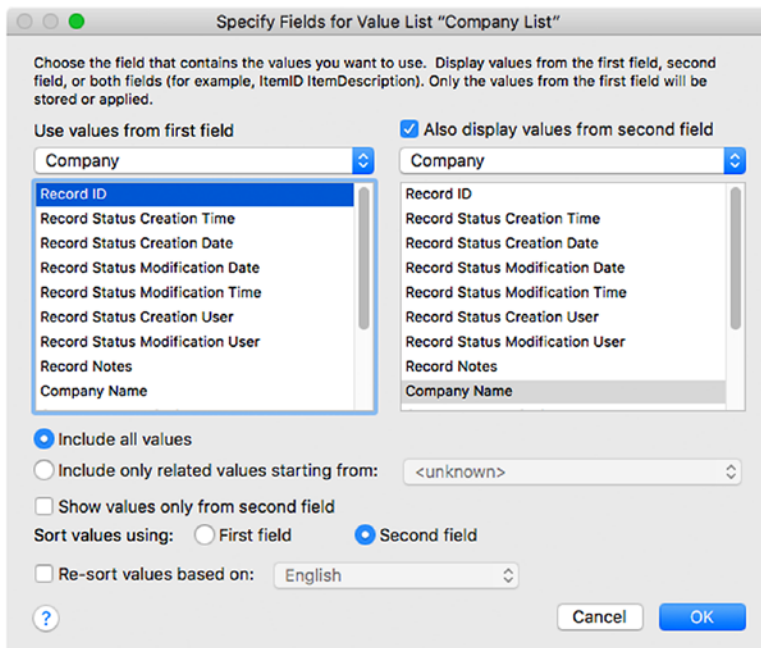 Specify Fields for Value List “Company List”
Choose the field that contains the values you want to use.  Display values from the first field, second
field, or both fields (for example, ItemID ItemDescription). Only the values from the first field will be
stored or applied.
Use values from first field
Company
Record ID
Record Status Creation Time
Record Status Creation Date
Record Status Modification Date
Record Status Modification Time
Record Status Creation User
Record Status Modification User
Record Notes
Company Name
Also display values from second field
Company
Record ID
Record Status Creation Time
Record Status Creation Date
Record Status Modification Date
Record Status Modification Time
Record Status Creation User
Record Status Modification User
Record Notes
Company Name
Include all values
Include only related values starting from: <unknown>
Show values only from second field
Sort values using: First field Second field
Re-sort values based on: English
? Cancel OK